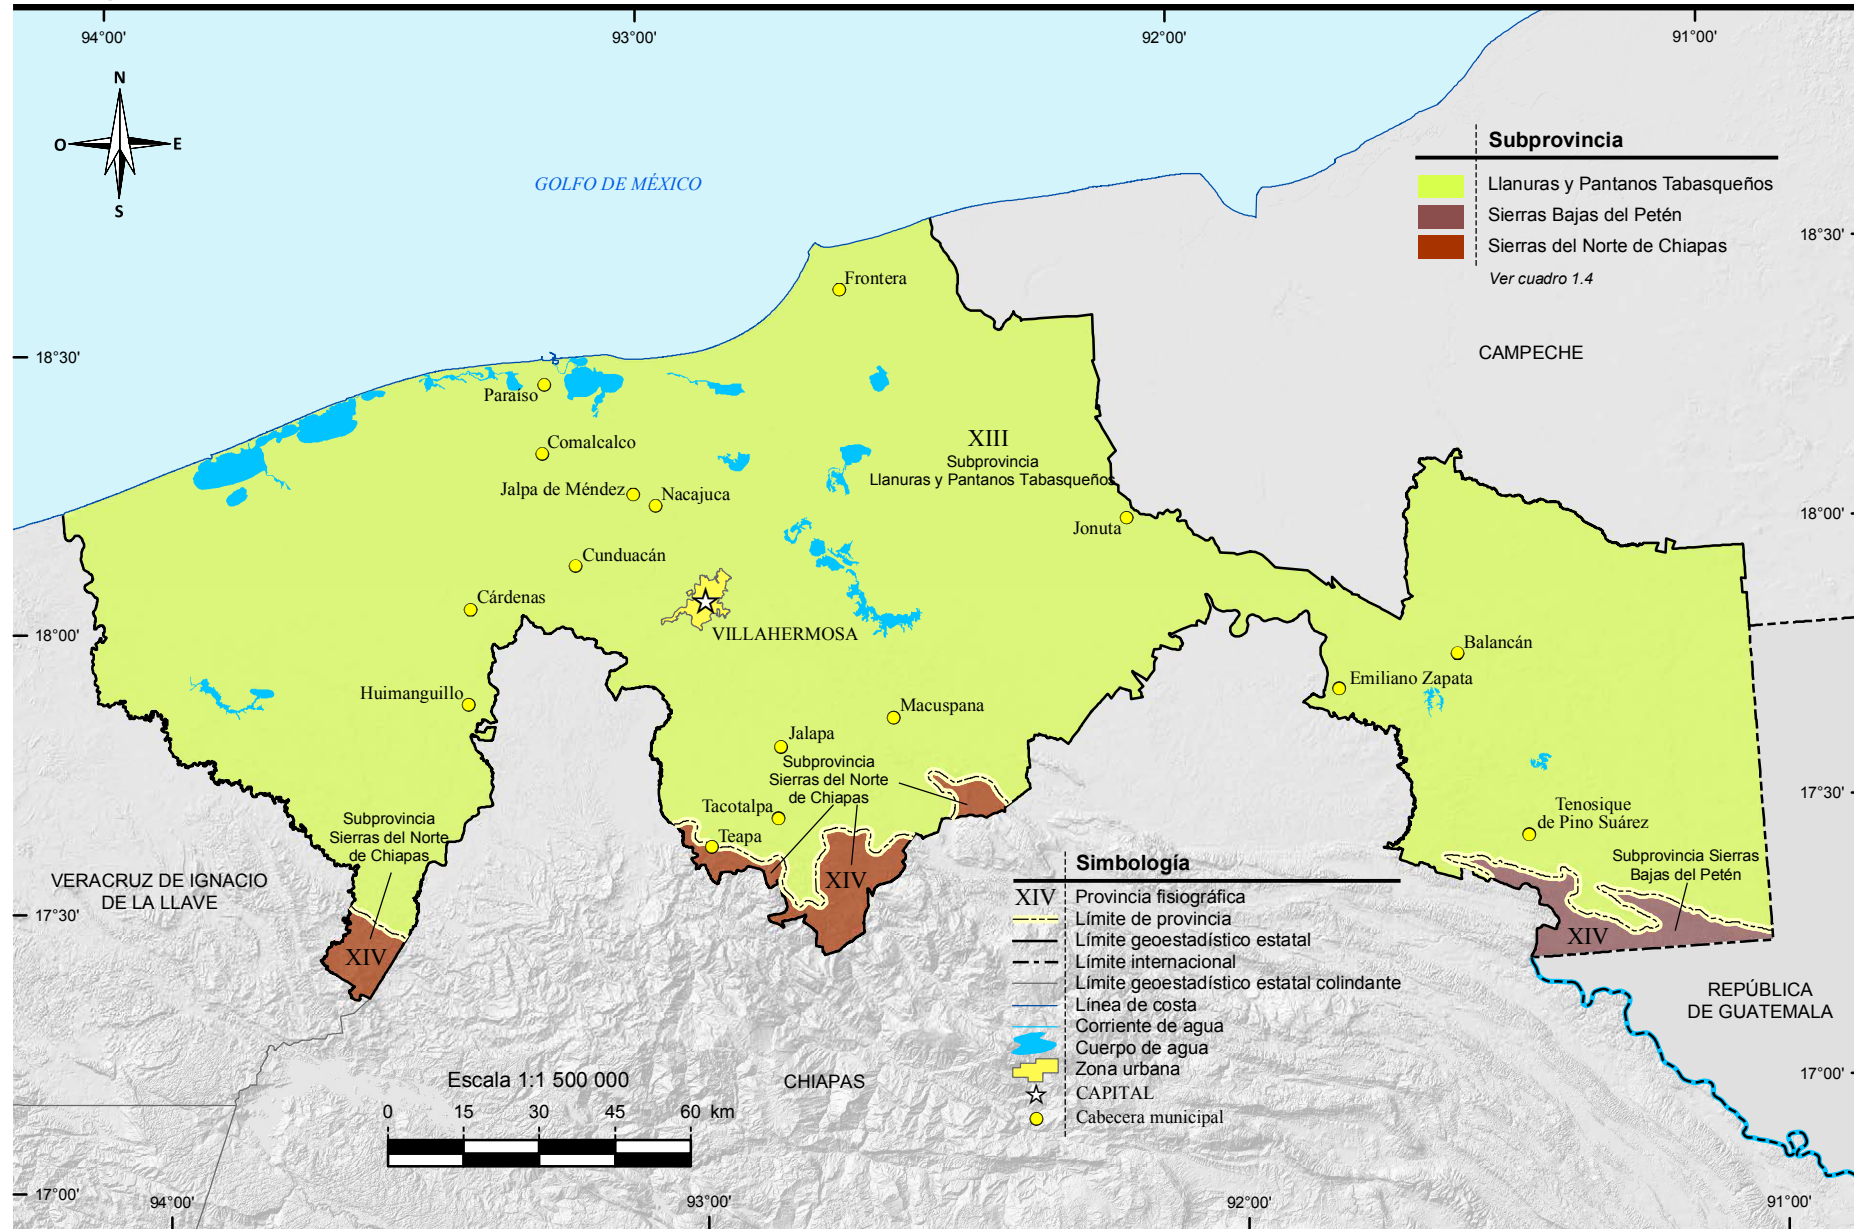 94°00'
93°00'
92°00'
91°00'
N
O
E
S
GOLFO DE MÉXICO
Subprovincia
Llanuras y Pantanos Tabasqueños
Sierras Bajas del Petén
Sierras del Norte de Chiapas
Ver cuadro 1.4
18°30'
Frontera
CAMPECHE
18°30'
Paraíso
Comalcalco
XIII
Subprovincia
Llanuras y Pantanos Tabasqueños
Jalpa de Méndez
Nacajuca
Jonuta
18°00'
Cunduacán
Cárdenas
VILLAHERMOSA
18°00'
Balancán
Emiliano Zapata
Huimanguillo
Macuspana
Jalapa
Subprovincia
Sierras del Norte
de Chiapas
17°30'
Tacotalpa
Teapa
Tenosique
de Pino Suárez
Subprovincia
Sierras del Norte
de Chiapas
Subprovincia Sierras
Bajas del Petén
VERACRUZ DE IGNACIO
DE LA LLAVE
17°30'
XIV
XIV
XIV
Simbología
XIV Provincia fisiográfica
Límite de provincia
Límite geoestadístico estatal
Límite internacional
Límite geoestadístico estatal colindante
Línea de costa
Corriente de agua
Cuerpo de agua
Zona urbana
CAPITAL
Cabecera municipal
REPÚBLICA
DE GUATEMALA
17°00'
Escala 1:1 500 000
0 15 30 45 60 km
CHIAPAS
17°00'
94°00'
93°00'
92°00'
91°00'